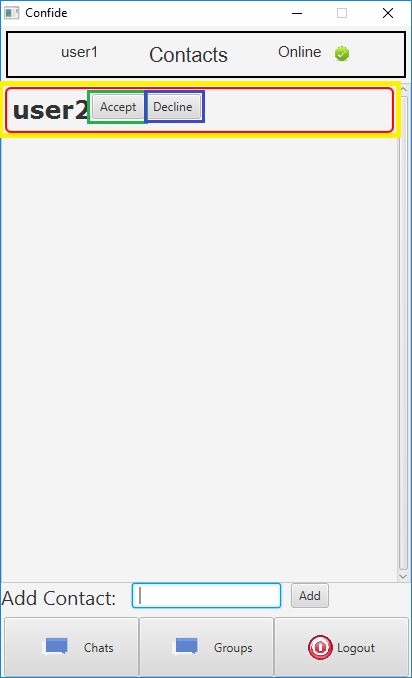 Confide
user1 Contacts Online
user2 Accept Decline
Add Contact: Add
Chats Groups Logout